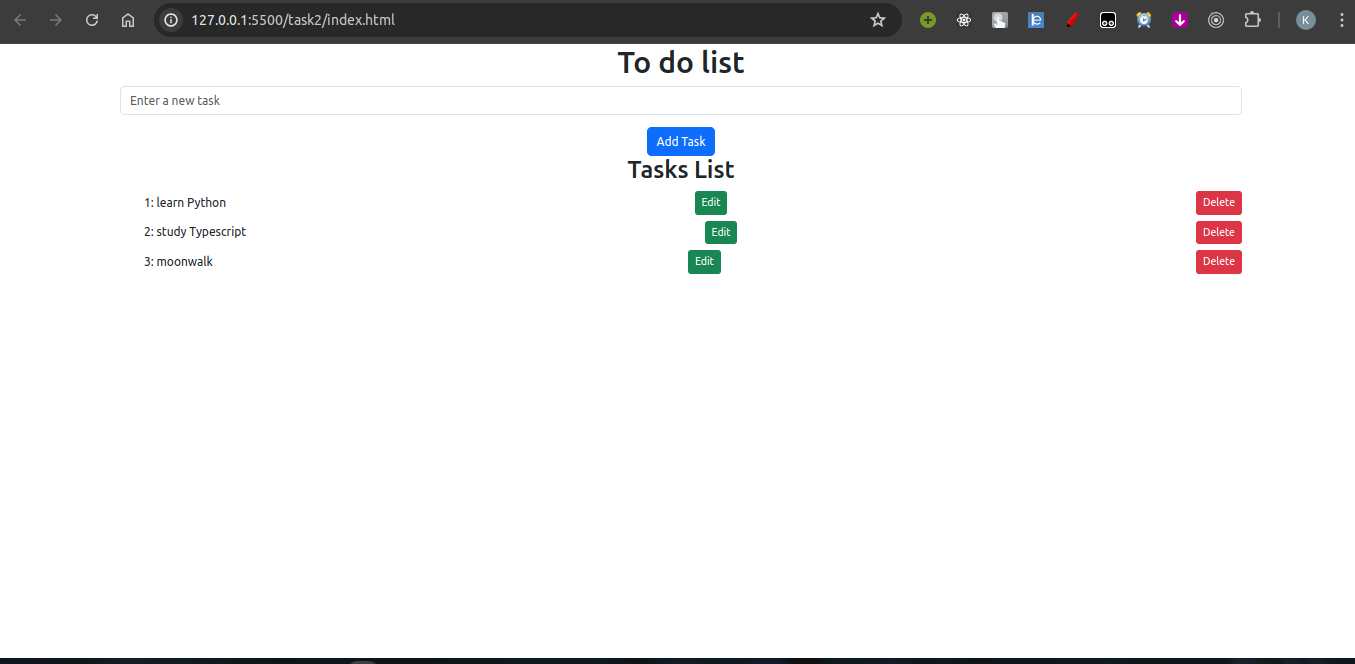 127.0.0.1:5500/task2/index.html
K
To do list
Enter a new task
Add Task
Tasks List
1: learn Python Edit Delete
2: study Typescript Edit Delete
3: moonwalk Edit Delete